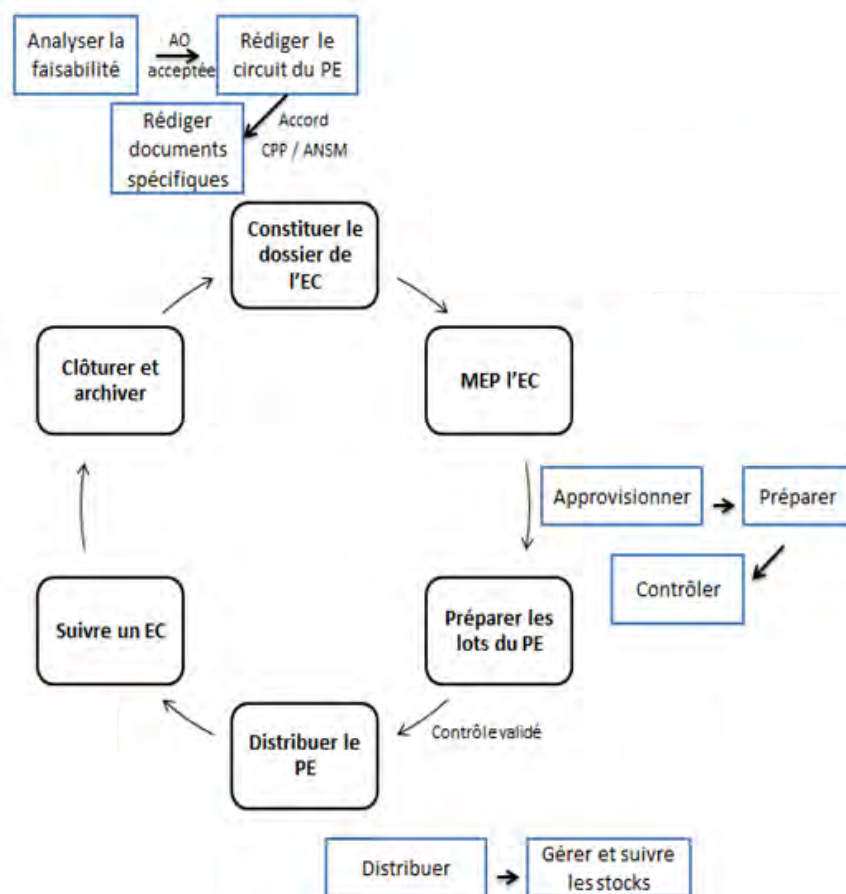 Analyser la
faisabilité
AO
acceptée
Rédiger le
circuit du PE
Rédiger
documents
spécifiques
Accord
CPP / ANSM
Constituer le
dossier de
l'EC
Clôturer et
archiver
MEP l'EC
Approvisionner
Préparer
Contrôler
Suivre un EC
Préparer les
lots du PE
Distribuer le
PE
Contrôle validé
Distribuer
Gérer et suivre
les stocks